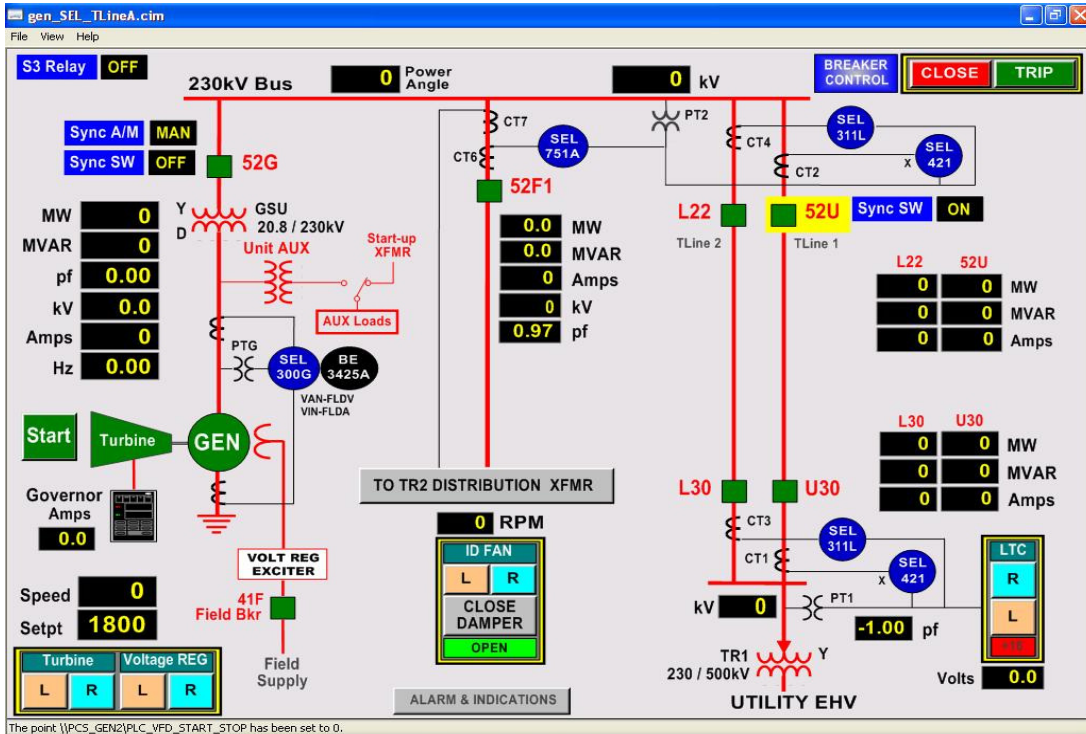 gen_SEL_TLineA.cim
File View Help
S3 Relay OFF
230kV Bus
0 Power Angle
0 kV
BREAKER CONTROL
CLOSE TRIP
Sync A/M MAN
Sync SW OFF
52G
CT7
CT6
SEL 751A
PT2
CT4
SEL 311L
CT2
X
SEL 421
52F1
L22
TLine 2
52U
TLine 1
Sync SW ON
MW 0
MVAR 0
pf 0.00
kV 0.0
Amps 0
Hz 0.00
Y
D
GSU
20.8 / 230kV
Unit AUX
Start-up XFMR
AUX Loads
0.0 MW
0.0 MVAR
0 Amps
0 kV
0.97 pf
L22 52U
0 0 MW
0 0 MVAR
0 0 Amps
PTG
SEL 300G
BE 3425A
VAN-FLDV
VIN-FLDA
Start
Turbine
GEN
Governor Amps
0.0
TO TR2 DISTRIBUTION XFMR
L30
U30
L30 U30
0 0 MW
0 0 MVAR
0 0 Amps
0 RPM
ID FAN
L R
CLOSE DAMPER
OPEN
VOLT REG EXCITER
41F
Field Bkr
Field Supply
Speed 0
Setpt 1800
Turbine Voltage REG
L R L R
CT3
SEL 311L
CT1
X
SEL 421
LTC
R
L
+16
kV 0
PT1
-1.00 pf
Volts 0.0
TR1
230 / 500kV
Y
UTILITY EHV
ALARM & INDICATIONS
The point \\PCS_GEN2\PLC_VFD_START_STOP has been set to 0.